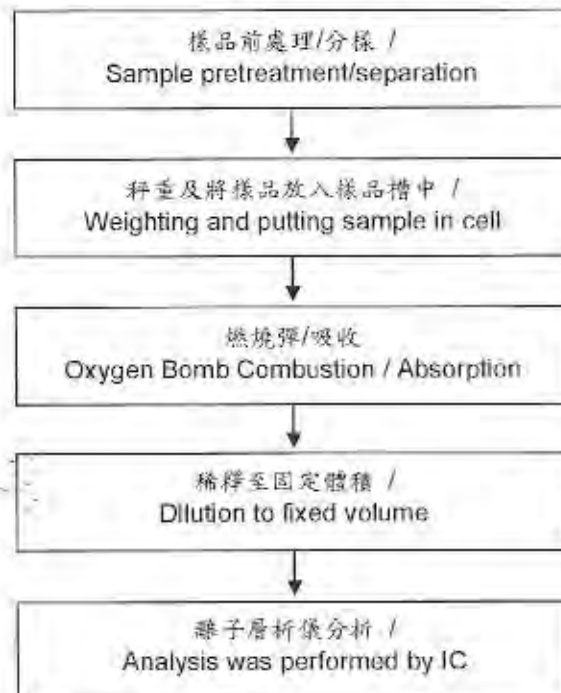 樣品前處理/分樣 /
Sample pretreatment/separation
秤重及將樣品放入樣品槽中 /
Weighting and putting sample in cell
燃燒彈/吸收
Oxygen Bomb Combustion / Absorption
稀釋至固定體積 /
Dilution to fixed volume
離子層析儀分析 /
Analysis was performed by IC